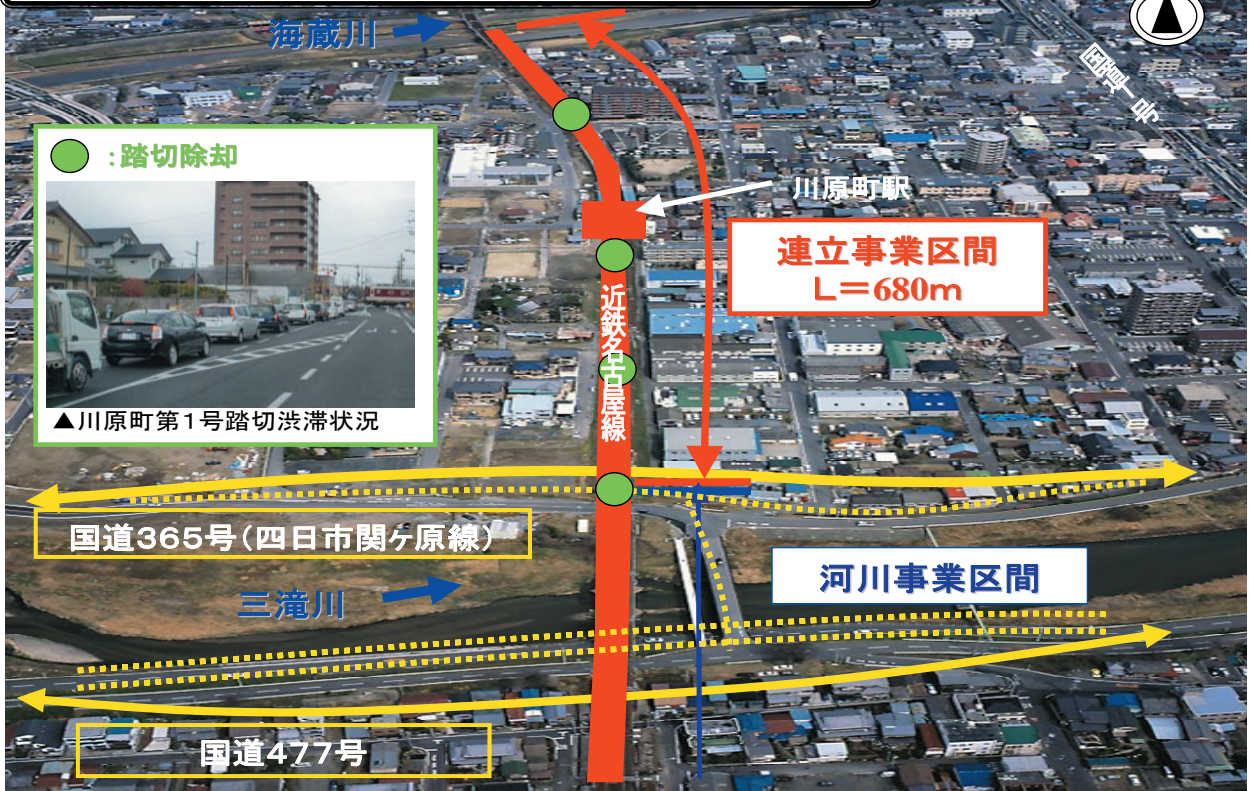 海蔵川
国道一号
:踏切除却
川原町駅
連立事業区間
L=680m
近鉄名古屋線
▲川原町第1号踏切渋滞状況
国道365号(四日市関ヶ原線)
河川事業区間
三滝川
国道477号